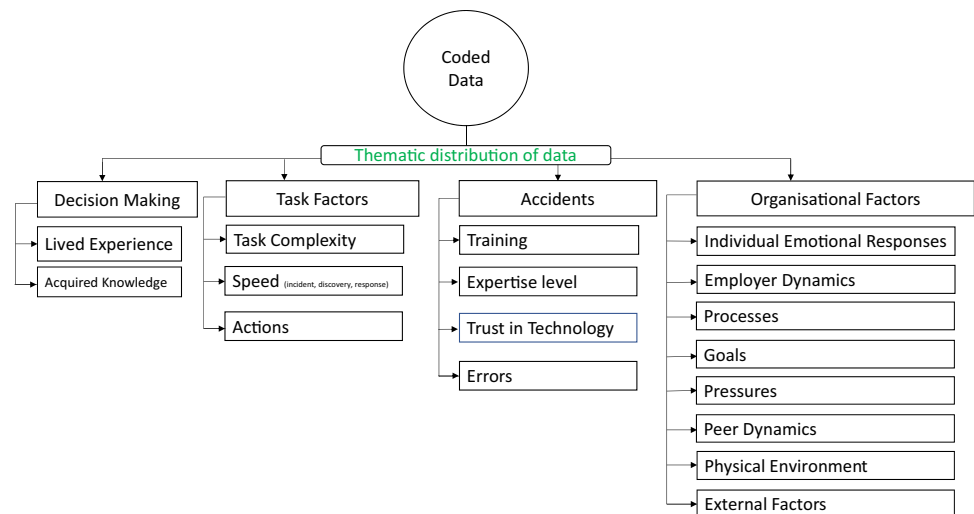 Coded
Data
Thematic distribution of data
Decision Making
Lived Experience
Acquired Knowledge
Task Factors
Task Complexity
Speed (incident, discovery, response)
Actions
Accidents
Training
Expertise level
Trust in Technology
Errors
Organisational Factors
Individual Emotional Responses
Employer Dynamics
Processes
Goals
Pressures
Peer Dynamics
Physical Environment
External Factors